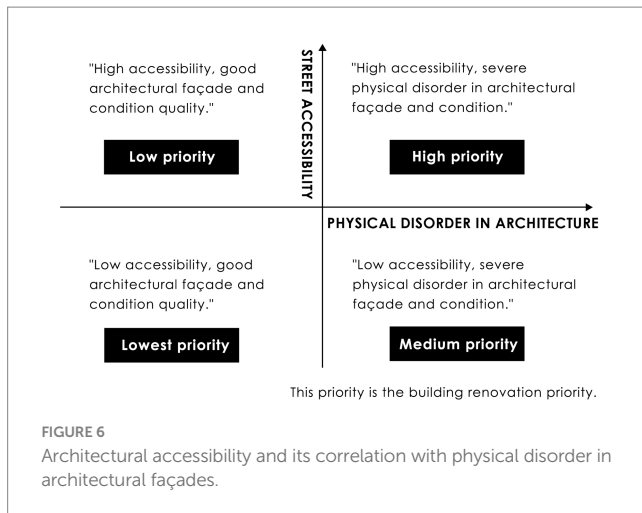 "High accessibility, good
architectural façade and
condition quality."
Low priority
STREET ACCESSIBILITY
"High accessibility, severe
physical disorder in architectural
façade and condition."
High priority
PHYSICAL DISORDER IN ARCHITECTURE
"Low accessibility, good
architectural façade and
condition quality."
Lowest priority
"Low accessibility, severe
physical disorder in architectural
façade and condition."
Medium priority
This priority is the building renovation priority.
FIGURE 6
Architectural accessibility and its correlation with physical disorder in
architectural façades.